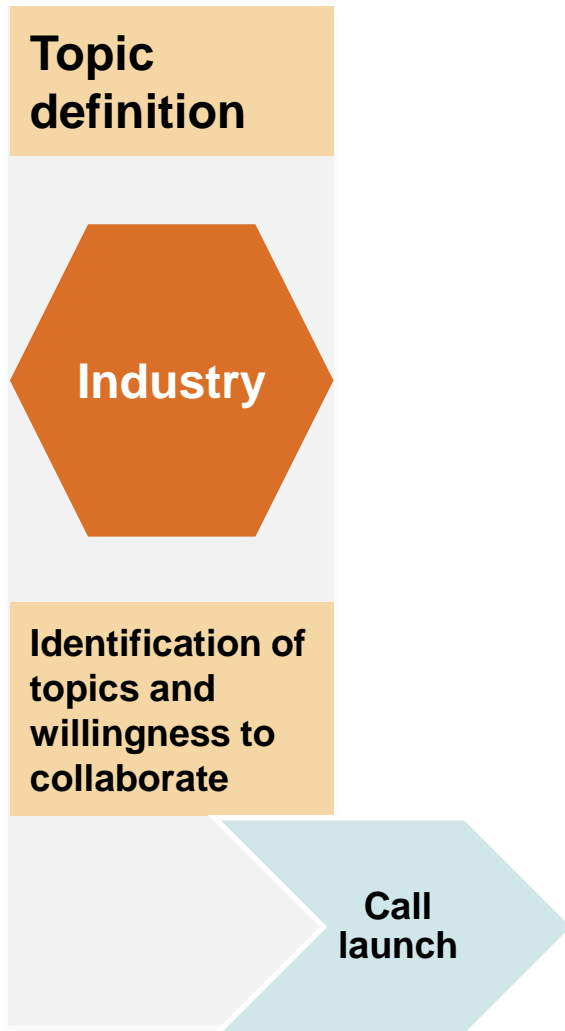 Topic
definition
Industry
Identification of
topics and
willingness to
collaborate
Call
launch